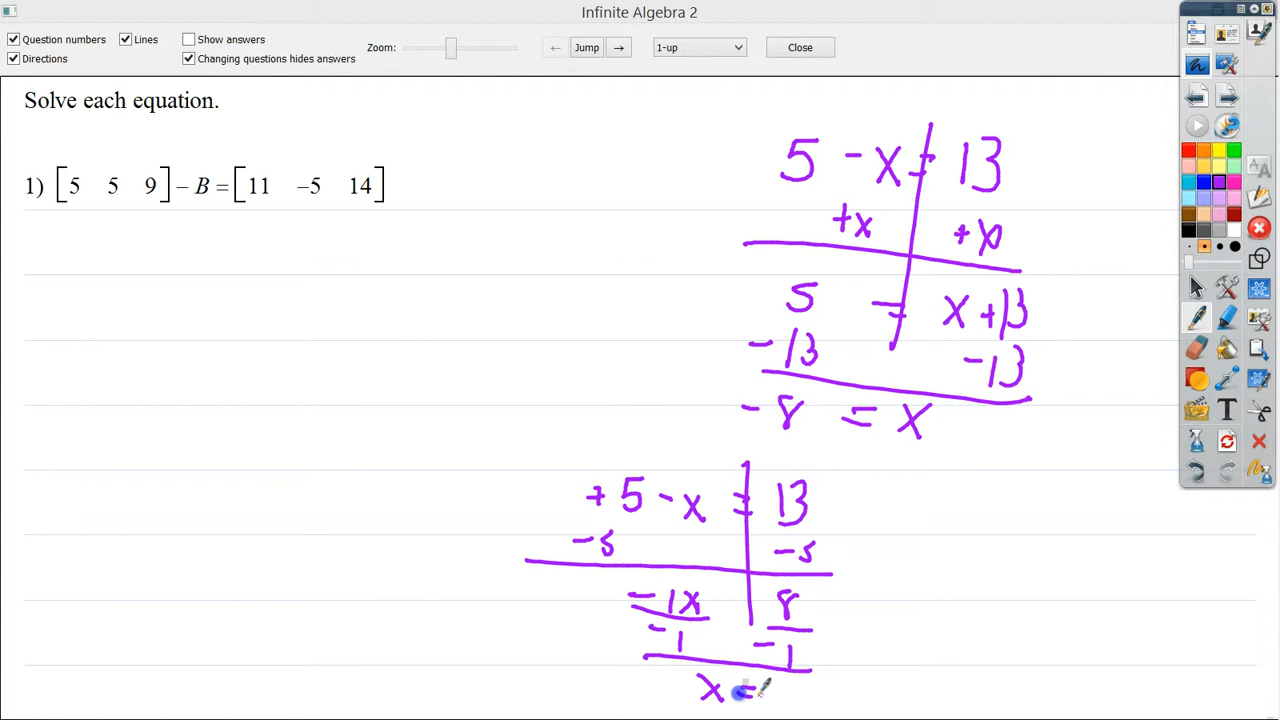 Infinite Algebra 2
Question numbers Lines Show answers Zoom: ← Jump → 1-up Close
Directions Changing questions hides answers
Solve each equation.
1) [5 5 9] – B = [11 –5 14]
5 - x = 13
+x +x
5 = x + 13
-13 -13
-8 = x
+5 - x = 13
-5 -5
-1x 8
-1 -1
x =